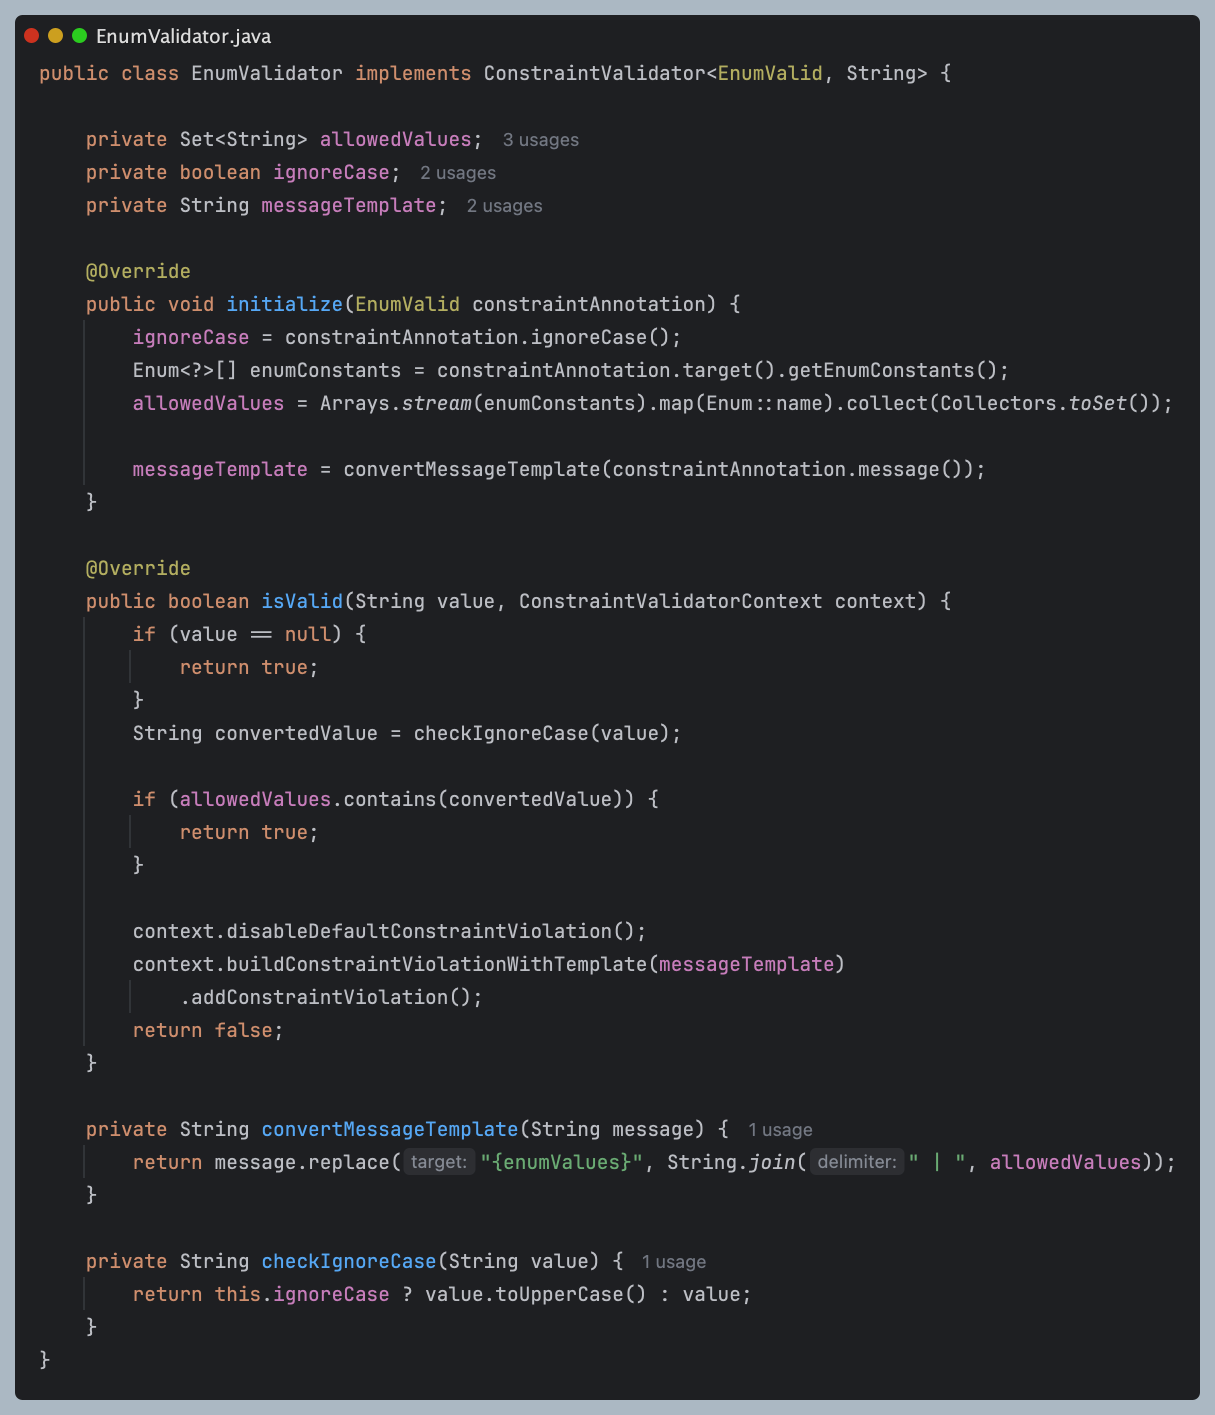 EnumValidator.java
public class EnumValidator implements ConstraintValidator<EnumValid, String> {
private Set<String> allowedValues; 3 usages
private boolean ignoreCase; 2 usages
private String messageTemplate; 2 usages
@Override
public void initialize(EnumValid constraintAnnotation) {
ignoreCase = constraintAnnotation.ignoreCase();
Enum<?>[] enumConstants = constraintAnnotation.target().getEnumConstants();
allowedValues = Arrays.stream(enumConstants).map(Enum::name).collect(Collectors.toSet());
messageTemplate = convertMessageTemplate(constraintAnnotation.message());
}
@Override
public boolean isValid(String value, ConstraintValidatorContext context) {
if (value == null) {
return true;
}
String convertedValue = checkIgnoreCase(value);
if (allowedValues.contains(convertedValue)) {
return true;
}
context.disableDefaultConstraintViolation();
context.buildConstraintViolationWithTemplate(messageTemplate)
.addConstraintViolation();
return false;
}
private String convertMessageTemplate(String message) { 1 usage
return message.replace( target: "{enumValues}", String.join( delimiter: " | ", allowedValues));
}
private String checkIgnoreCase(String value) { 1 usage
return this.ignoreCase ? value.toUpperCase() : value;
}
}